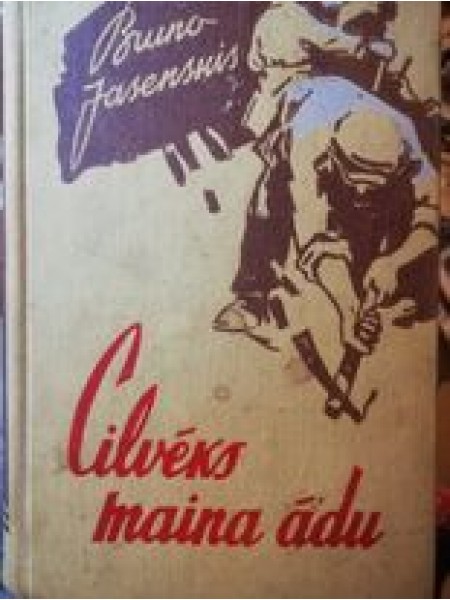 Bruno
Jasenskis
Cilvēks
maina ādu